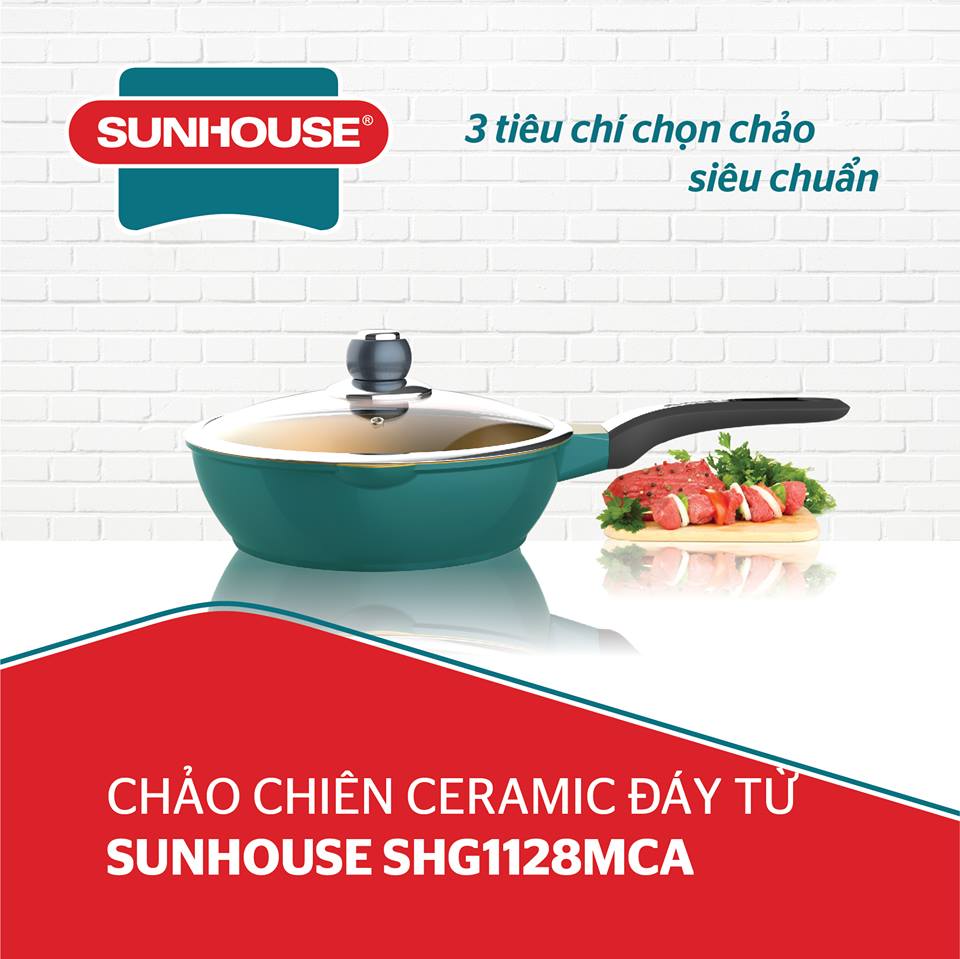 SUNHOUSE®
3 tiêu chí chọn chảo
siêu chuẩn
CHẢO CHIÊN CERAMIC ĐÁY TỪ
SUNHOUSE SHG1128MCA